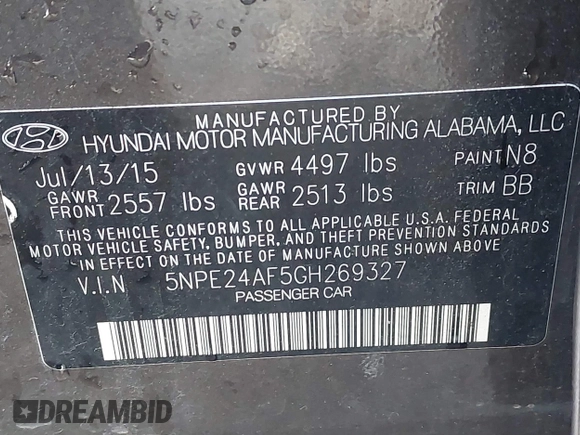 MANUFACTURED BY
HYUNDAI MOTOR MANUFACTURING ALABAMA, LLC
Jul/13/15 GVWR 4497 lbs PAINT N8
GAWR FRONT 2557 lbs GAWR REAR 2513 lbs TRIM BB
THIS VEHICLE CONFORMS TO ALL APPLICABLE U.S.A. FEDERAL
MOTOR VEHICLE SAFETY, BUMPER, AND THEFT PREVENTION STANDARDS
IN EFFECT ON THE DATE OF MANUFACTURE SHOWN ABOVE
V.I.N 5NPE24AF5GH269327
PASSENGER CAR
DREAMBID